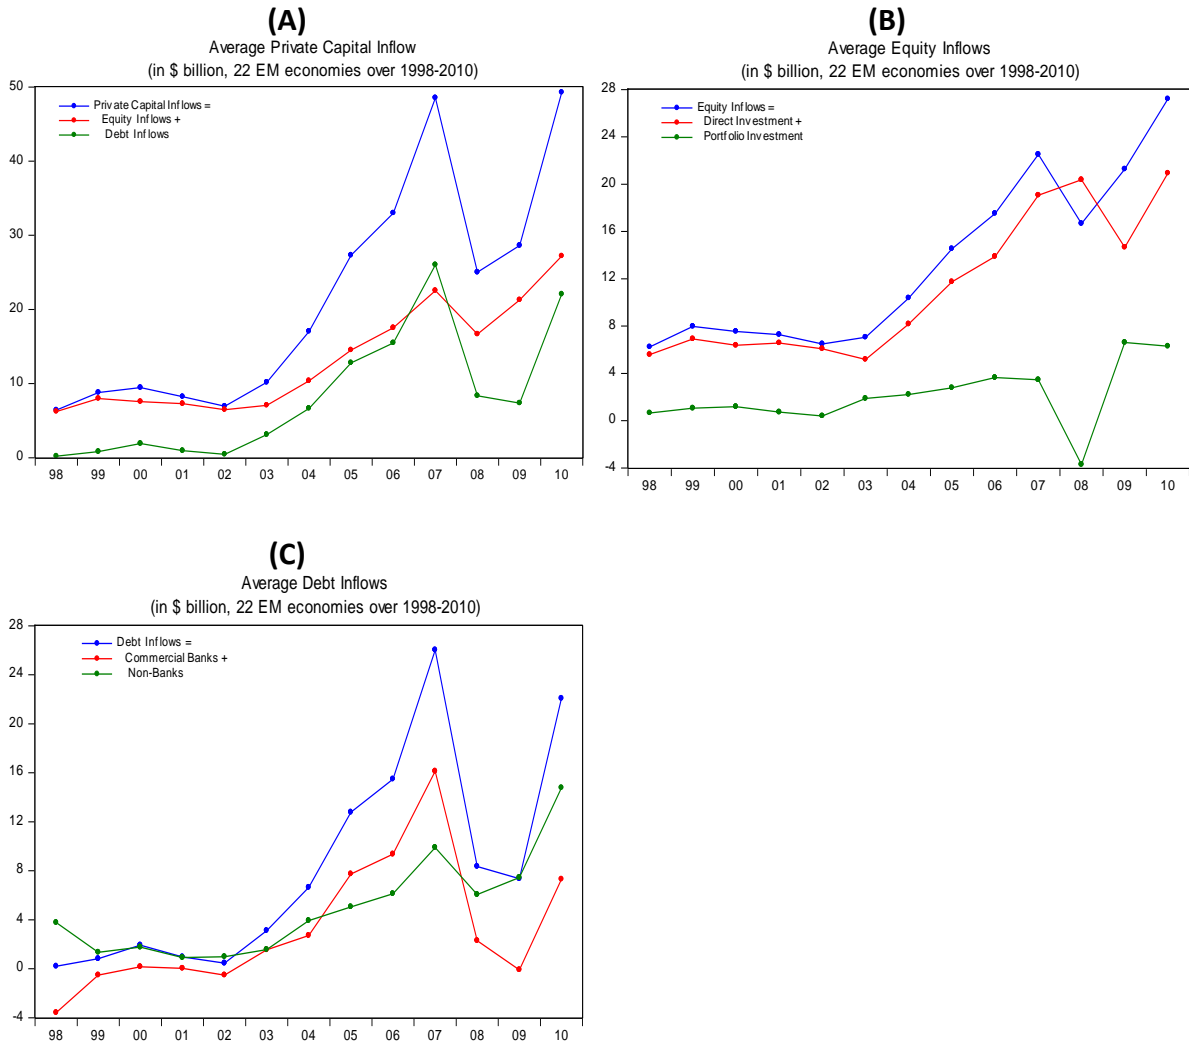 (A)
Average Private Capital Inflow
(in $ billion, 22 EM economies over 1998-2010)
50
40
30
20
10
0
Private Capital Inflows =
Equity Inflows +
Debt Inflows
98 99 00 01 02 03 04 05 06 07 08 09 10
(B)
Average Equity Inflows
(in $ billion, 22 EM economies over 1998-2010)
28
24
20
16
12
8
4
0
-4
Equity Inflows =
Direct Investment +
Portfolio Investment
98 99 00 01 02 03 04 05 06 07 08 09 10
(C)
Average Debt Inflows
(in $ billion, 22 EM economies over 1998-2010)
28
24
20
16
12
8
4
0
-4
Debt Inflows =
Commercial Banks +
Non-Banks
98 99 00 01 02 03 04 05 06 07 08 09 10